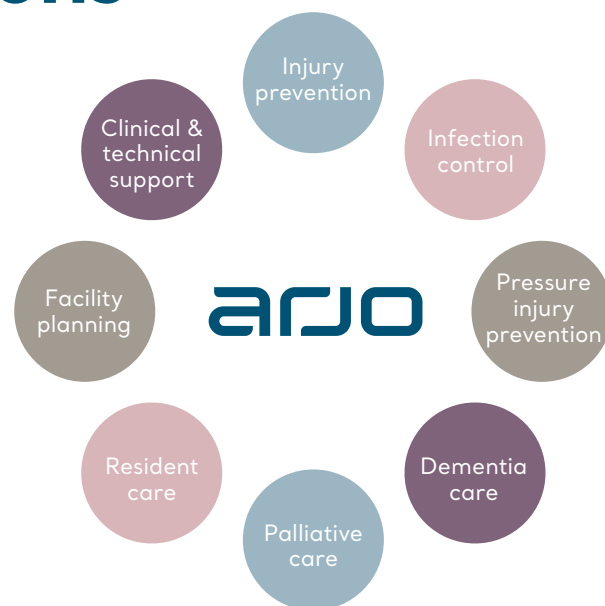 Injury
prevention
Clinical &
technical
support
Infection
control
Facility
planning
arjo
Pressure
injury
prevention
Resident
care
Dementia
care
Palliative
care